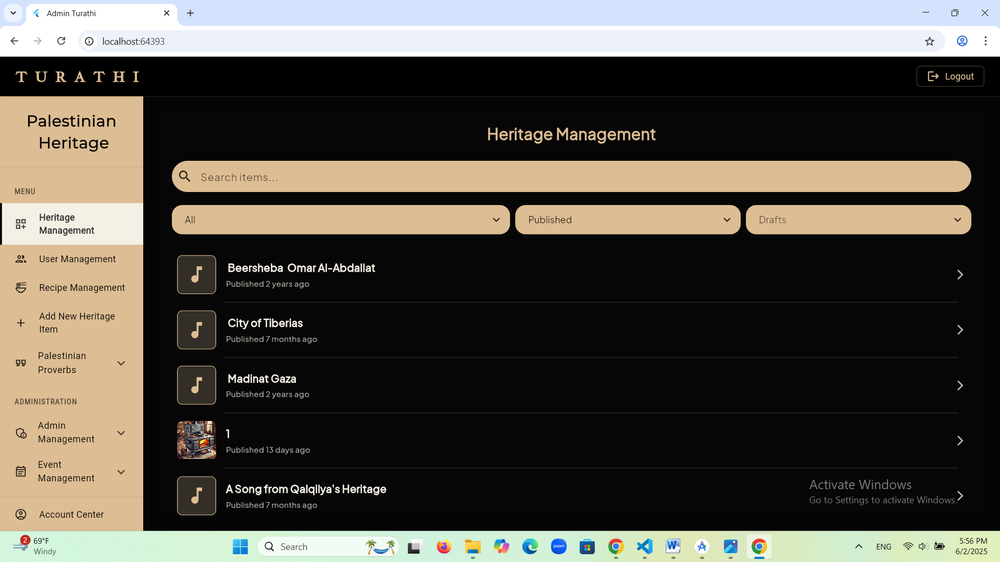 Admin Turathi
localhost:64393
TURATHI
Logout
Palestinian
Heritage
MENU
Heritage
Management
User Management
Recipe Management
Add New Heritage
Item
Palestinian
Proverbs
ADMINISTRATION
Admin
Management
Event
Management
Account Center
Heritage Management
Search items...
All
Published
Drafts
Beersheba Omar Al-Abdallat
Published 2 years ago
City of Tiberias
Published 7 months ago
Madinat Gaza
Published 2 years ago
1
Published 13 days ago
A Song from Qalqilya's Heritage
Published 7 months ago
Activate Windows
Go to Settings to activate Windows.
2
69°F
Windy
Search
zoom
W
ENG
5:56 PM
6/2/2025